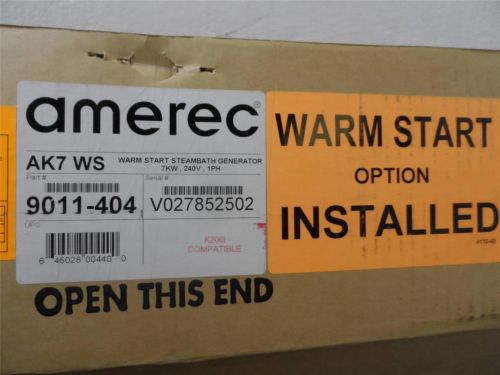 amerec®
AK7 WS
WARM START STEAMBATH GENERATOR
7KW , 240V , 1PH
Part #
Serial #
9011-404
V027852502
UPC
K200i
COMPATIBLE
6 46028 00440 0
OPEN THIS END
WARM START
OPTION
INSTALLED